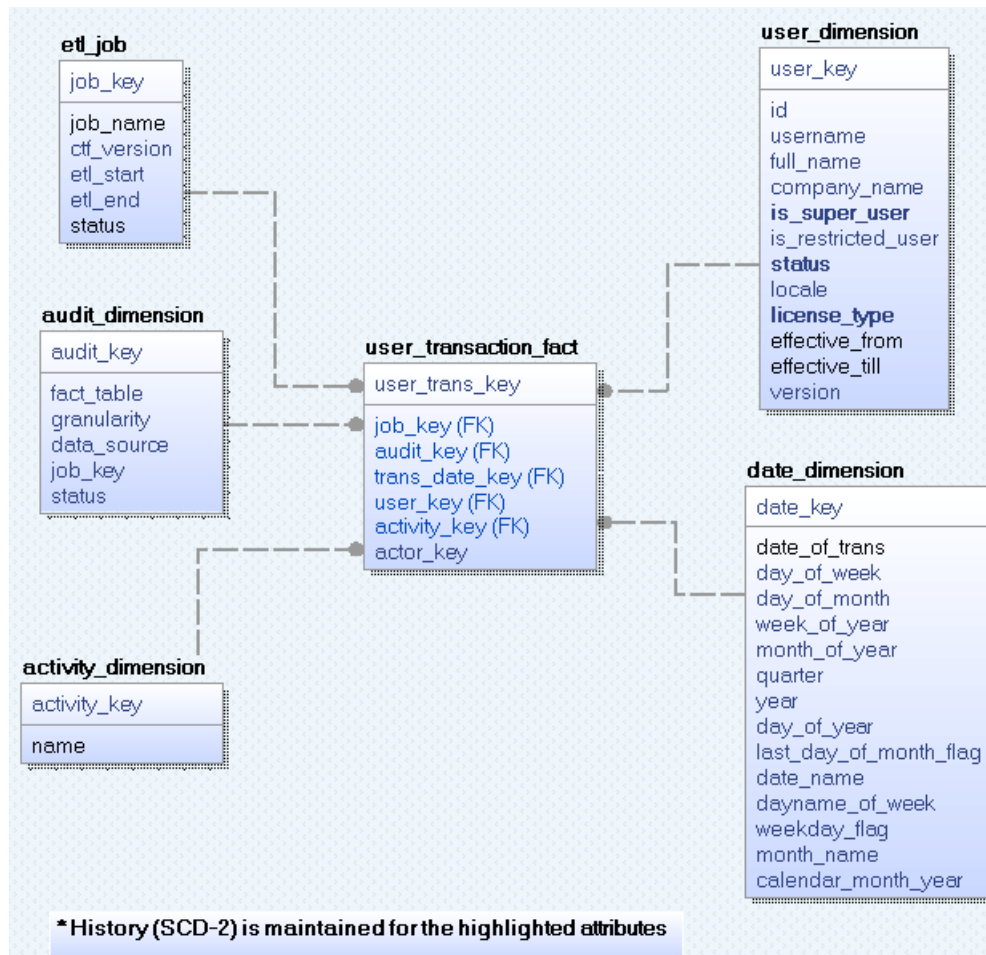 etl_job
job_key
job_name
ctf_version
etl_start
etl_end
status
user_dimension
user_key
id
username
full_name
company_name
is_super_user
is_restricted_user
status
locale
license_type
effective_from
effective_till
version
audit_dimension
audit_key
fact_table
granularity
data_source
job_key
status
user_transaction_fact
user_trans_key
job_key (FK)
audit_key (FK)
trans_date_key (FK)
user_key (FK)
activity_key (FK)
actor_key
date_dimension
date_key
date_of_trans
day_of_week
day_of_month
week_of_year
month_of_year
quarter
year
day_of_year
last_day_of_month_flag
date_name
dayname_of_week
weekday_flag
month_name
calendar_month_year
activity_dimension
activity_key
name
* History (SCD-2) is maintained for the highlighted attributes